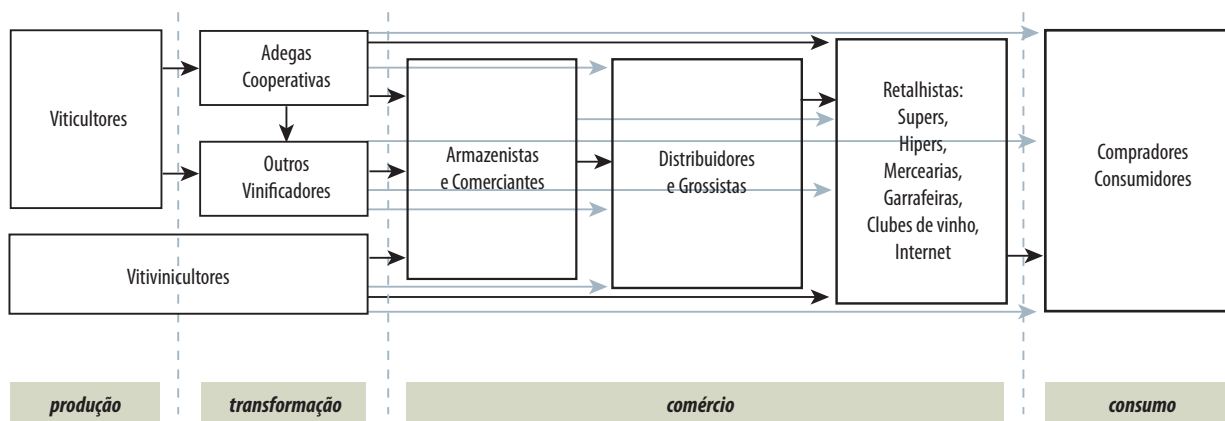 Viticultores
Adegas
Cooperativas
Outros
Vinificadores
Vitivinicultores
Armazenistas
e Comerciantes
Distribuidores
e Grossistas
Retalhistas:
Supers,
Hipers,
Mercearias,
Garrafeiras,
Clubes de vinho,
Internet
Compradores
Consumidores
produção
transformação
comércio
consumo